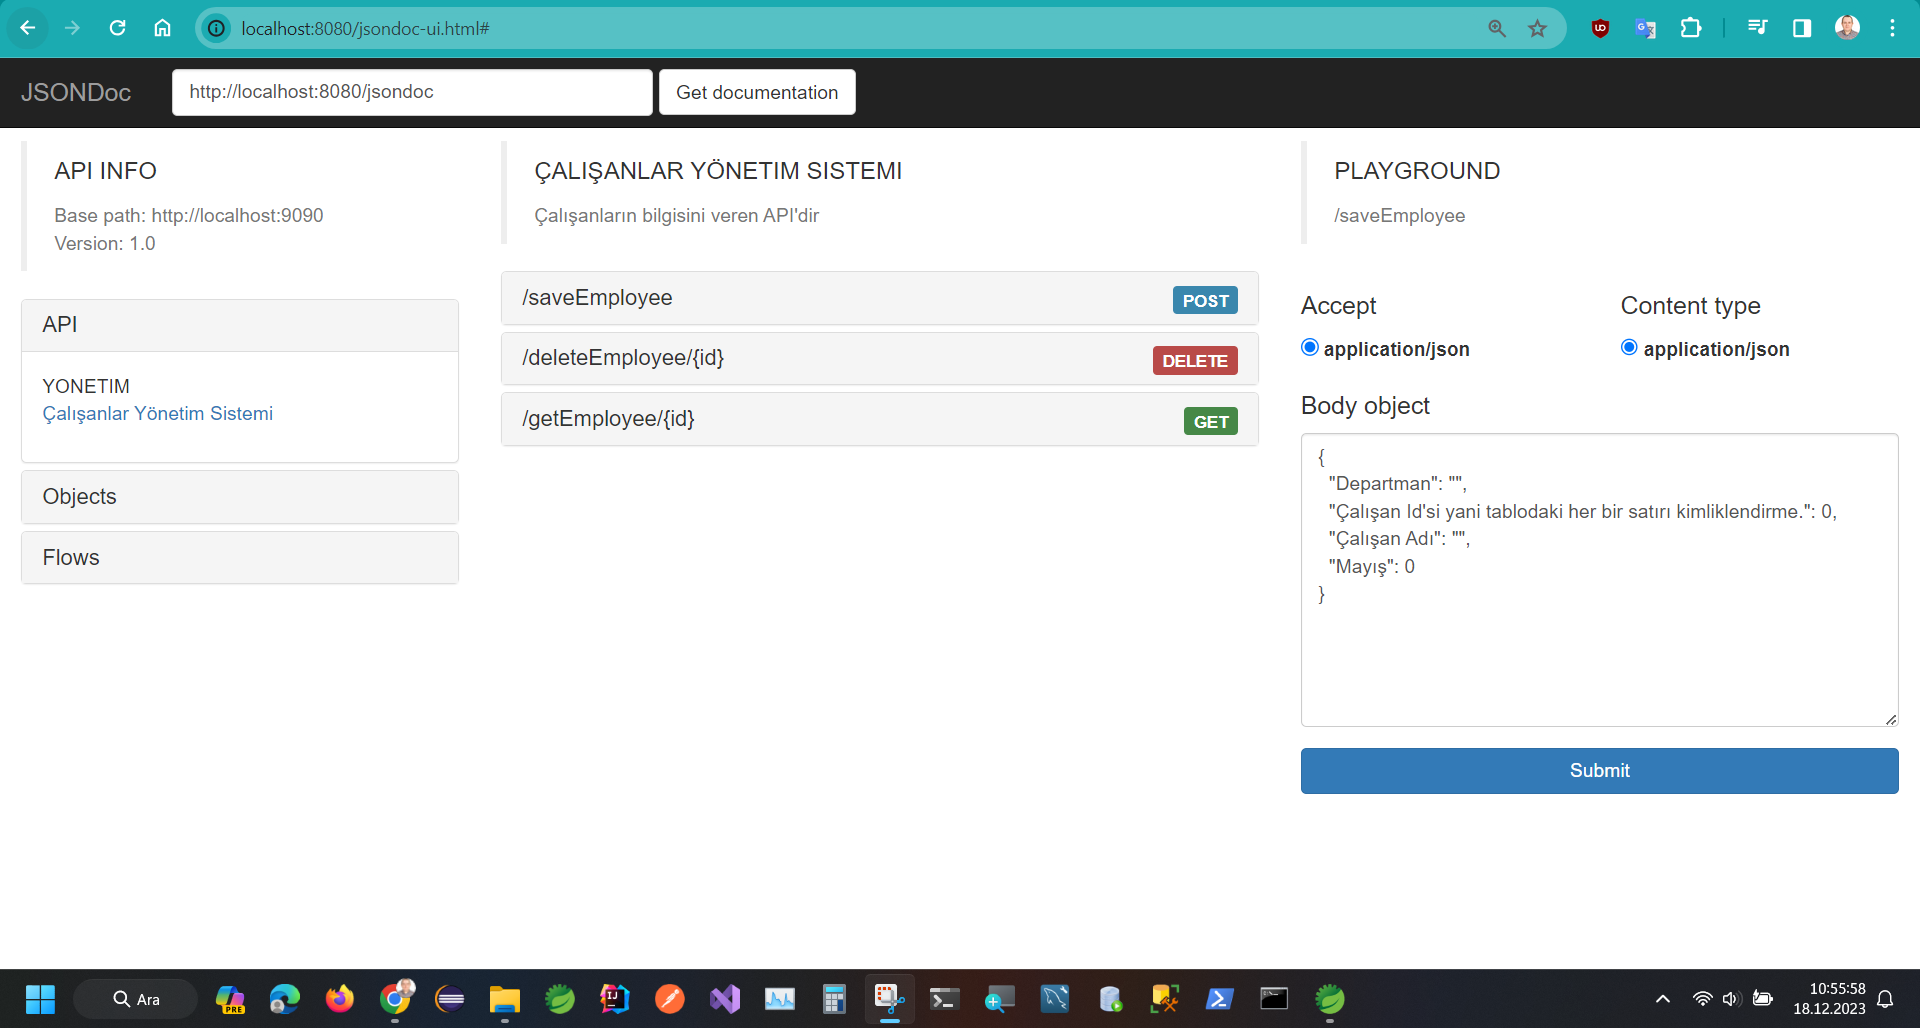 localhost:8080/jsondoc-ui.html#
JSONDoc
http://localhost:8080/jsondoc
Get documentation
API INFO
Base path: http://localhost:9090
Version: 1.0
API
YONETIM
Çalışanlar Yönetim Sistemi
Objects
Flows
ÇALIŞANLAR YÖNETIM SISTEMI
Çalışanların bilgisini veren API'dir
/saveEmployee POST
/deleteEmployee/{id} DELETE
/getEmployee/{id} GET
PLAYGROUND
/saveEmployee
Accept
application/json
Content type
application/json
Body object
{
"Departman": "",
"Çalışan Id'si yani tablodaki her bir satırı kimliklendirme.": 0,
"Çalışan Adı": "",
"Mayış": 0
}
Submit
Ara
PRE
10:55:58
18.12.2023